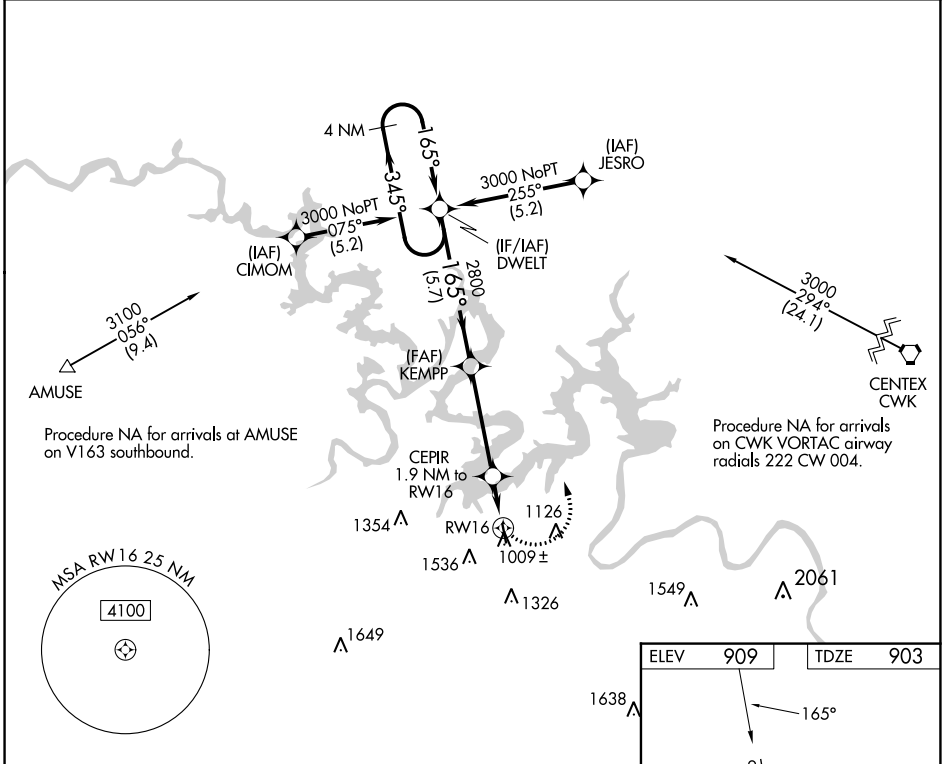 4 NM
165°
345°
(IAF)
JESRO
3000 NoPT
255°
(5.2)
3000 NoPT
075°
(5.2)
(IAF)
CIMOM
(IF/IAF)
DWELT
2800
165°
(5.7)
3000
294°
(24.1)
3100
056°
(9.4)
AMUSE
(FAF)
KEMPP
CENTEX
CWK
Procedure NA for arrivals at AMUSE
on V163 southbound.
Procedure NA for arrivals
on CWK VORTAC airway
radials 222 CW 004.
CEPIR
1.9 NM to
RW16
1354
RW16
1126
1536
1009 ±
1326
1549
2061
MSA RW16 25 NM
4100
1649
1638
ELEV 909
TDZE 903
165°